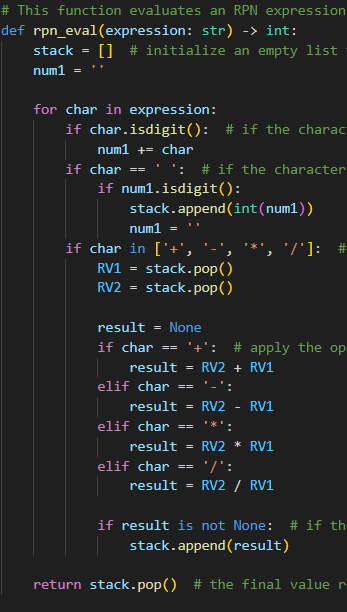 # This function evaluates an RPN expression
def rpn_eval(expression: str) -> int:
    stack = []  # initialize an empty list
    num1 = ''
    for char in expression:
        if char.isdigit():  # if the charac
            num1 += char
        if char == ' ':  # if the character
            if num1.isdigit():
                stack.append(int(num1))
                num1 = ''
        if char in ['+', '-', '*', '/']:  #
            RV1 = stack.pop()
            RV2 = stack.pop()
            result = None
            if char == '+':  # apply the op
                result = RV2 + RV1
            elif char == '-':
                result = RV2 - RV1
            elif char == '*':
                result = RV2 * RV1
            elif char == '/':
                result = RV2 / RV1
            if result is not None:  # if the
                stack.append(result)
    return stack.pop()  # the final value r